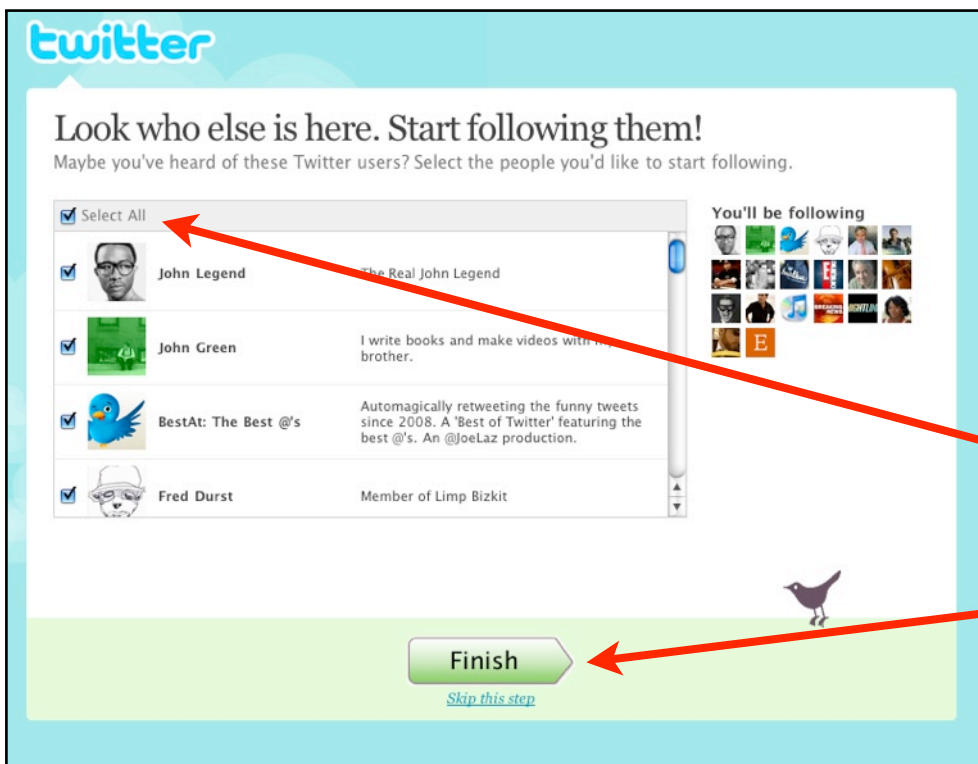 twitter
Look who else is here. Start following them!
Maybe you've heard of these Twitter users? Select the people you'd like to start following.
Select All
John Legend
The Real John Legend
John Green
I write books and make videos with my
brother.
BestAt: The Best @'s
Automagically retweeting the funny tweets
since 2008. A 'Best of Twitter' featuring the
best @'s. An @JoeLaz production.
Fred Durst
Member of Limp Bizkit
You'll be following
BREAKING
NEWS
E
Finish
Skip this step